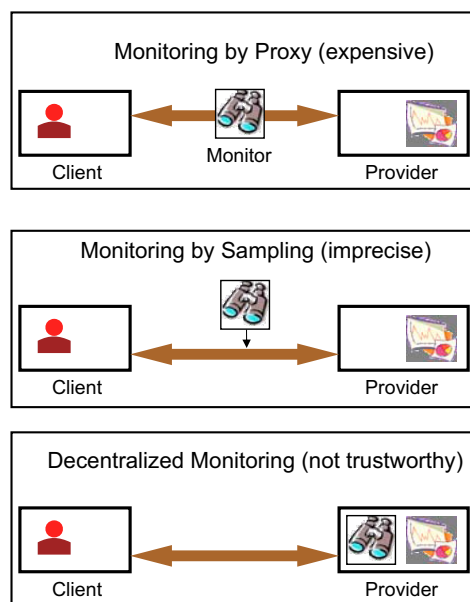 Monitoring by Proxy (expensive)
Monitor
Client
Provider
Monitoring by Sampling (imprecise)
Client
Provider
Decentralized Monitoring (not trustworthy)
Client
Provider